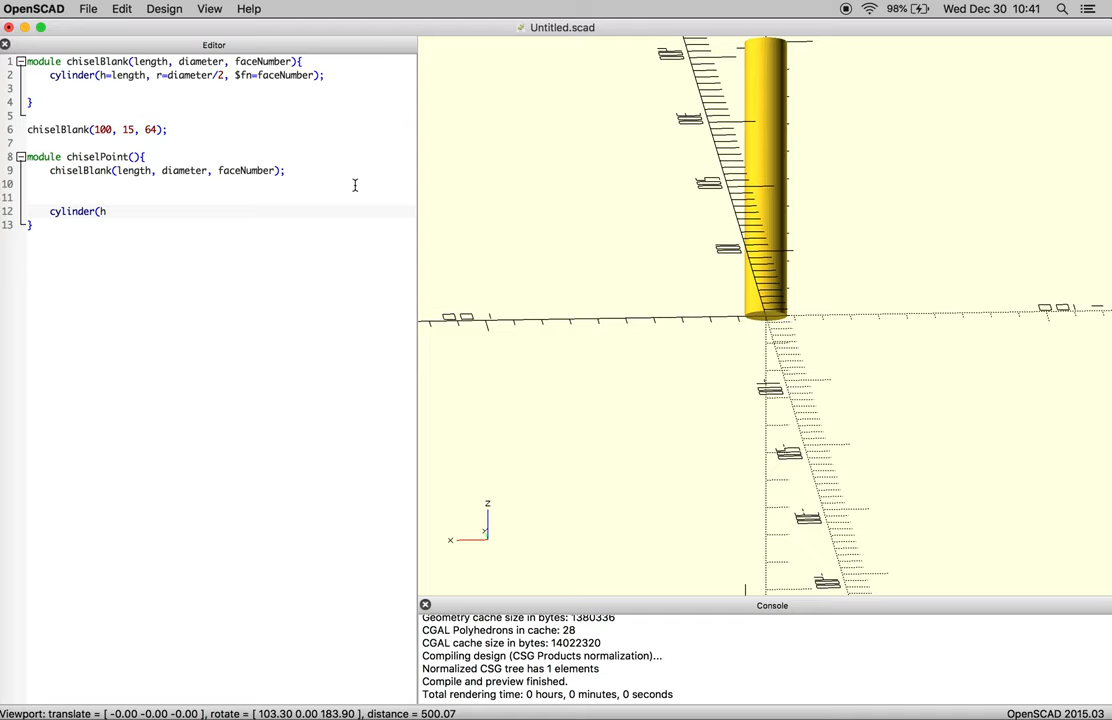 OpenSCAD File Edit Design View Help 98% Wed Dec 30 10:41
Untitled.scad
Editor
1 module chiselBlank(length, diameter, faceNumber){
2 cylinder(h=length, r=diameter/2, $fn=faceNumber);
3
4 }
5
6 chiselBlank(100, 15, 64);
7
8 module chiselPoint(){
9 chiselBlank(length, diameter, faceNumber);
10
11
12 cylinder(h
13 }
Z
Y
X
Console
Geometry cache size in bytes: 1380336
CGAL Polyhedrons in cache: 28
CGAL cache size in bytes: 14022320
Compiling design (CSG Products normalization)...
Normalized CSG tree has 1 elements
Compile and preview finished.
Total rendering time: 0 hours, 0 minutes, 0 seconds
Viewport: translate = [ -0.00 -0.00 -0.00 ], rotate = [ 103.30 0.00 183.90 ], distance = 500.07
OpenSCAD 2015.03